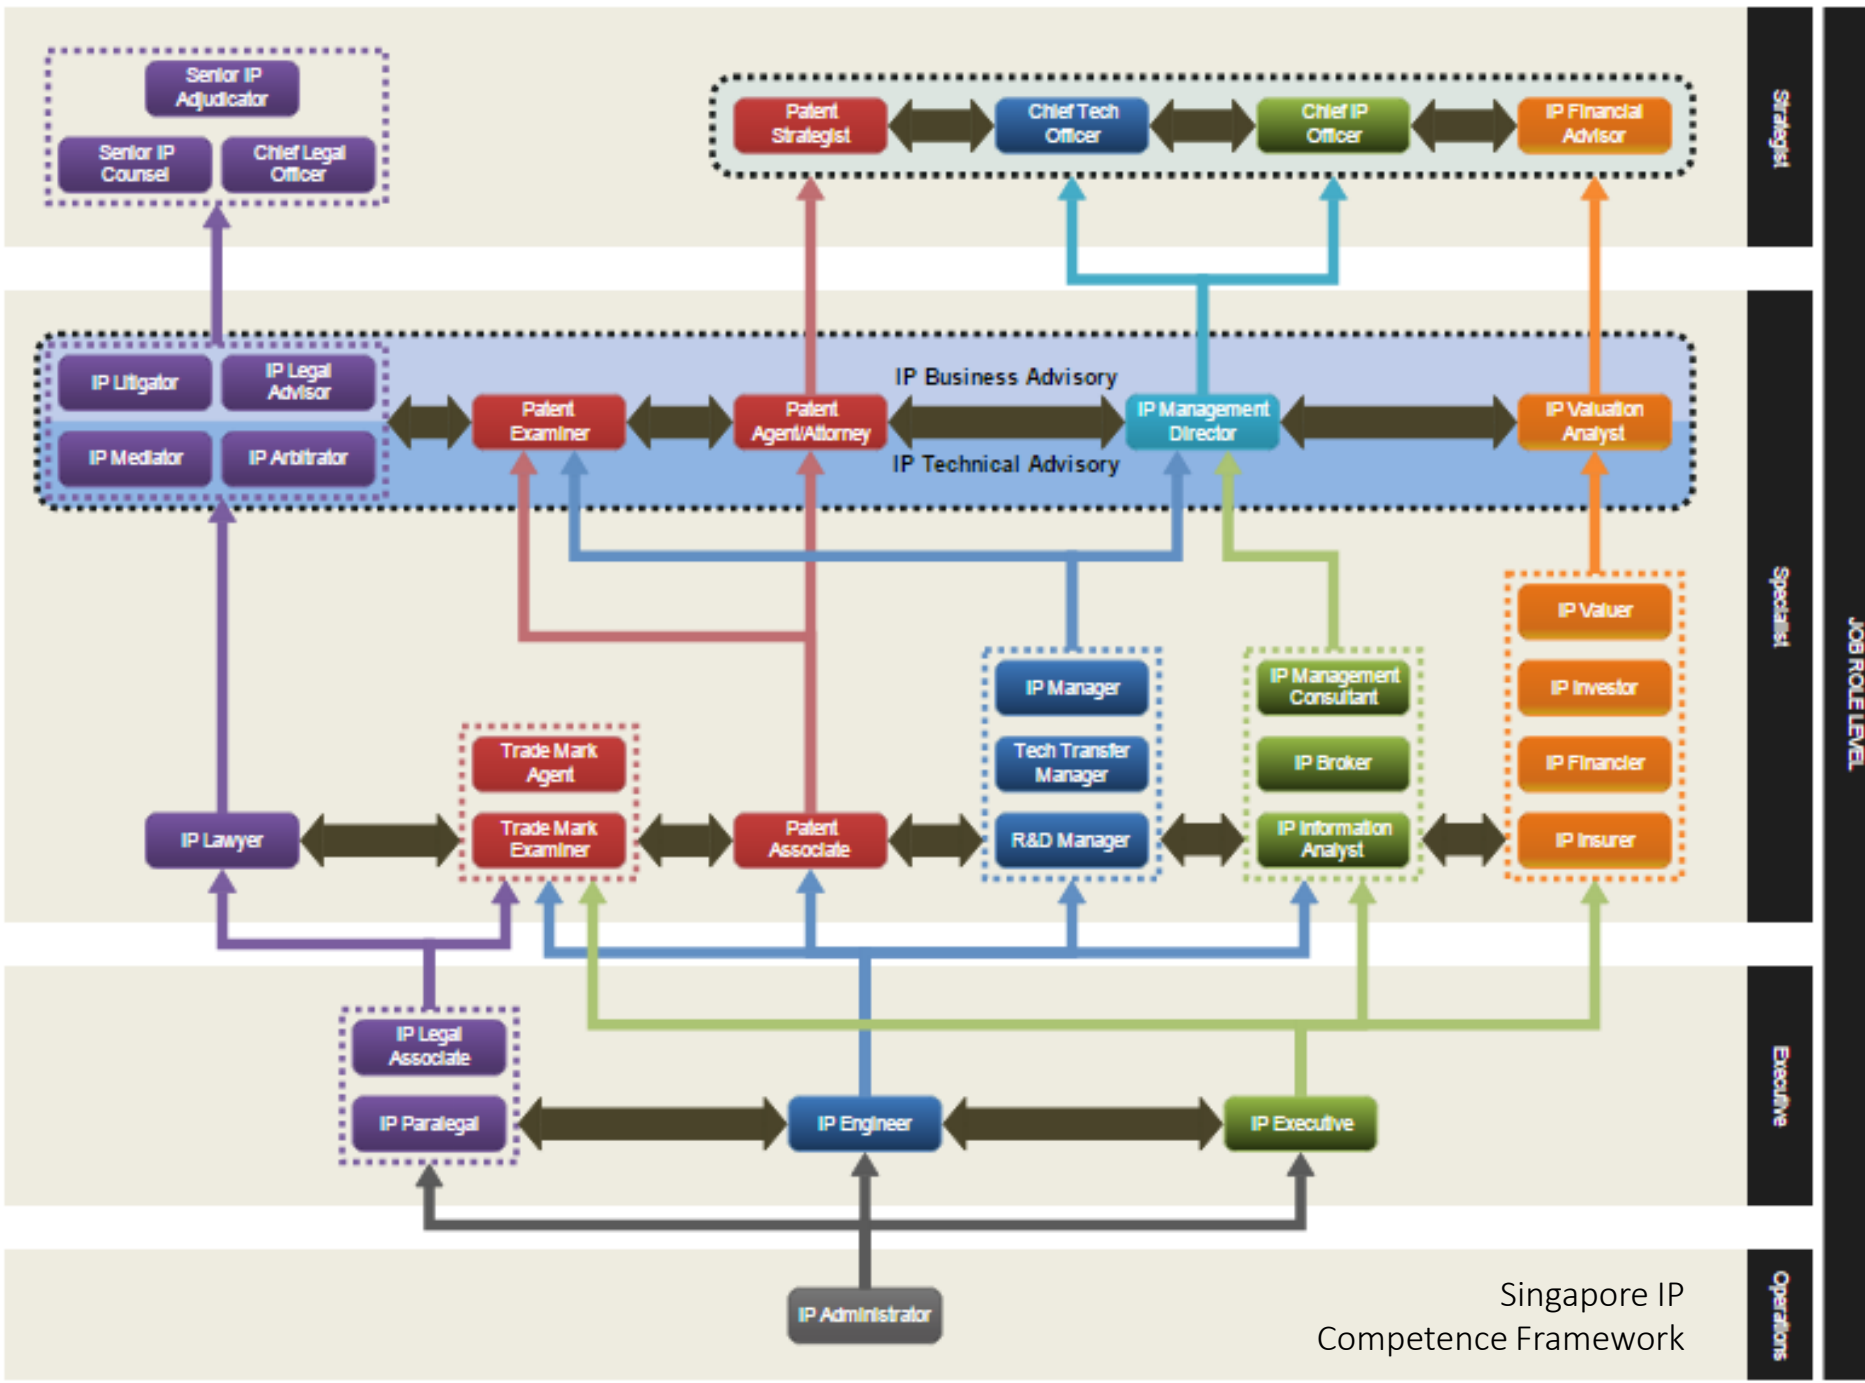 Senior IP
Adjudicator
Senior IP
Counsel
Chief Legal
Officer
Patent
Strategist
Chief Tech
Officer
Chief IP
Officer
IP Financial
Advisor
Strategist
IP Litigator
IP Legal
Advisor
IP Mediator
IP Arbitrator
Patent
Examiner
Patent
Agent/Attorney
IP Business Advisory
IP Technical Advisory
IP Management
Director
IP Valuation
Analyst
Specialist
JOB ROLE LEVEL
IP Valuer
IP Manager
IP Management
Consultant
IP Investor
Trade Mark
Agent
Tech Transfer
Manager
IP Broker
IP Financier
IP Lawyer
Trade Mark
Examiner
Patent
Associate
R&D Manager
IP Information
Analyst
IP Insurer
IP Legal
Associate
IP Paralegal
IP Engineer
IP Executive
Executive
IP Administrator
Singapore IP
Competence Framework
Operations